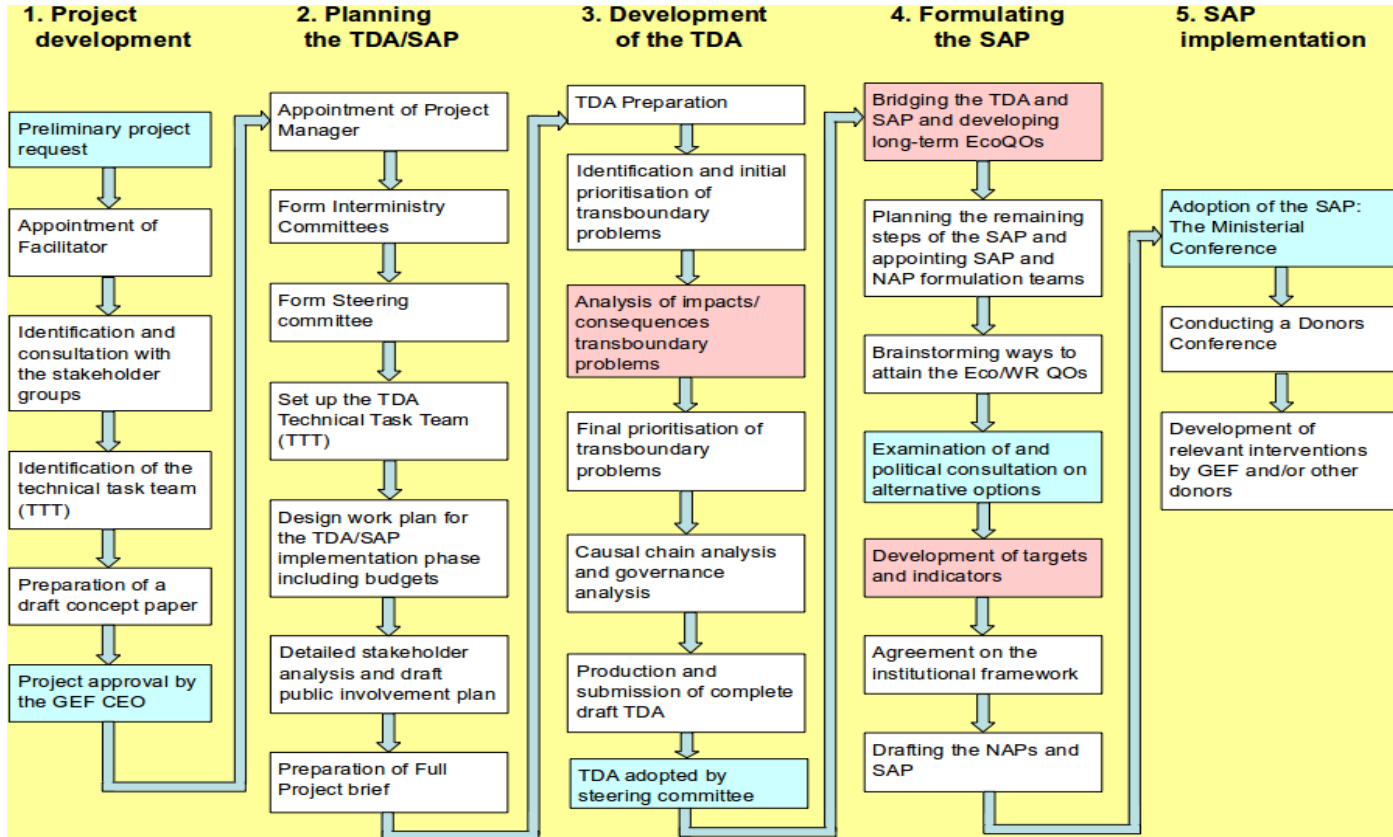 1. Project
development
2. Planning
the TDA/SAP
3. Development
of the TDA
4. Formulating
the SAP
5. SAP
implementation
Preliminary project
request
Appointment of
Facilitator
Identification and
consultation with
the stakeholder
groups
Identification of the
technical task team
(TTT)
Preparation of a
draft concept paper
Project approval by
the GEF CEO
Appointment of Project
Manager
Form Interministry
Committees
Form Steering
committee
Set up the TDA
Technical Task Team
(TTT)
Design work plan for
the TDA/SAP
implementation phase
including budgets
Detailed stakeholder
analysis and draft
public involvement plan
Preparation of Full
Project brief
TDA Preparation
Identification and initial
prioritisation of
transboundary
problems
Analysis of impacts/
consequences
transboundary
problems
Final prioritisation of
transboundary
problems
Causal chain analysis
and governance
analysis
Production and
submission of complete
draft TDA
TDA adopted by
steering committee
Bridging the TDA and
SAP and developing
long-term EcoQOs
Planning the remaining
steps of the SAP and
appointing SAP and
NAP formulation teams
Brainstorming ways to
attain the Eco/WR QOs
Examination of and
political consultation on
alternative options
Development of targets
and indicators
Agreement on the
institutional framework
Drafting the NAPs and
SAP
Adoption of the SAP:
The Ministerial
Conference
Conducting a Donors
Conference
Development of
relevant interventions
by GEF and/or other
donors